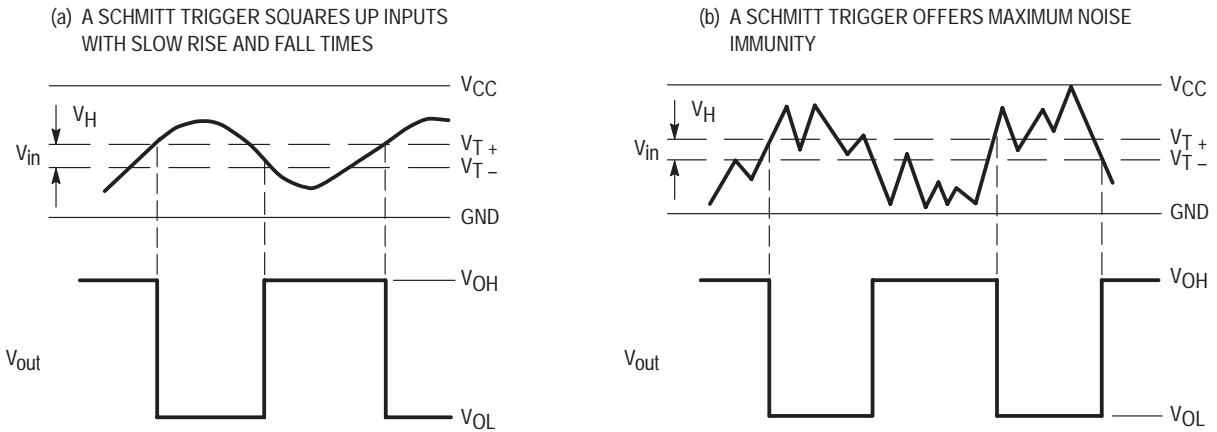 (a) A SCHMITT TRIGGER SQUARES UP INPUTS
WITH SLOW RISE AND FALL TIMES
VCC
VH
Vin
VT +
VT –
GND
VOH
Vout
VOL
(b) A SCHMITT TRIGGER OFFERS MAXIMUM NOISE
IMMUNITY
VCC
VH
Vin
VT +
VT –
GND
VOH
Vout
VOL